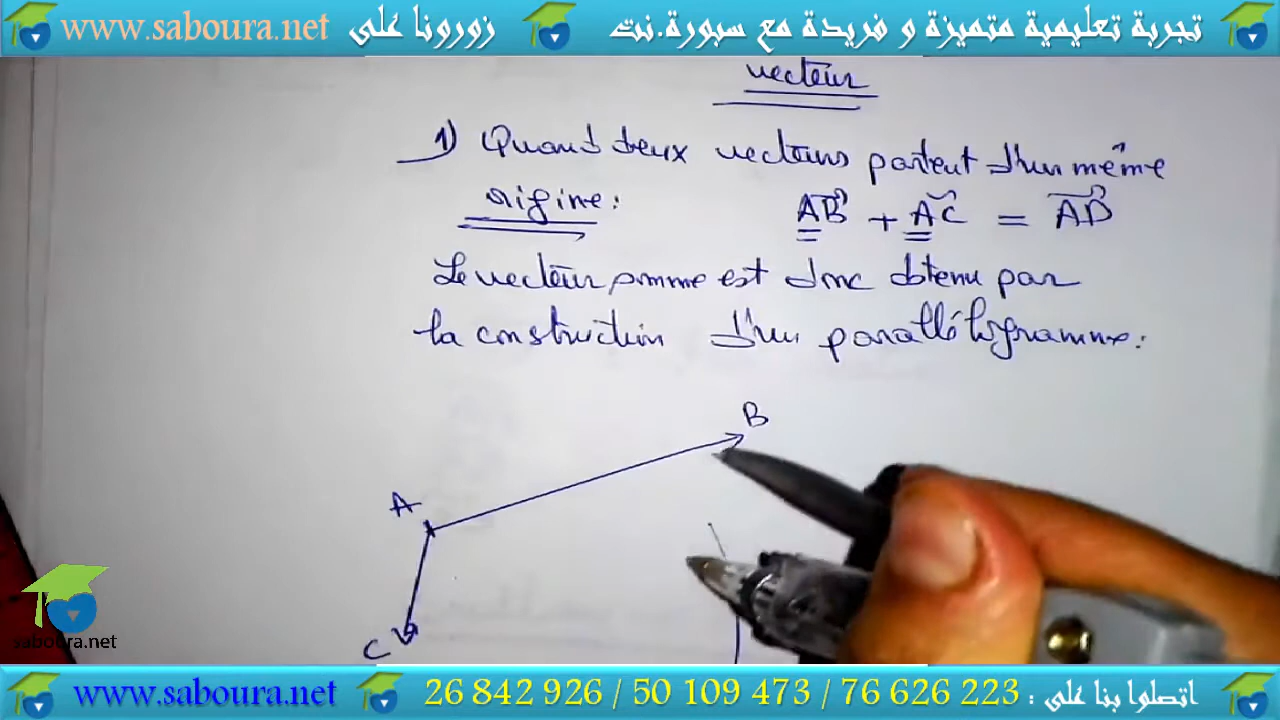 تجربة تعليمية متميزة و فريدة مع سبورة.نت زورونا على www.saboura.net
vecteur
1) Quand deux vecteurs partent d'un même
origine: AB + AC = AD
Le vecteur somme est donc obtenu par
la construction d'un parallélogramme:
B
A
C
saboura.net
اتصلوا بنا على : 26 842 926 / 50 109 473 / 76 626 223 www.saboura.net